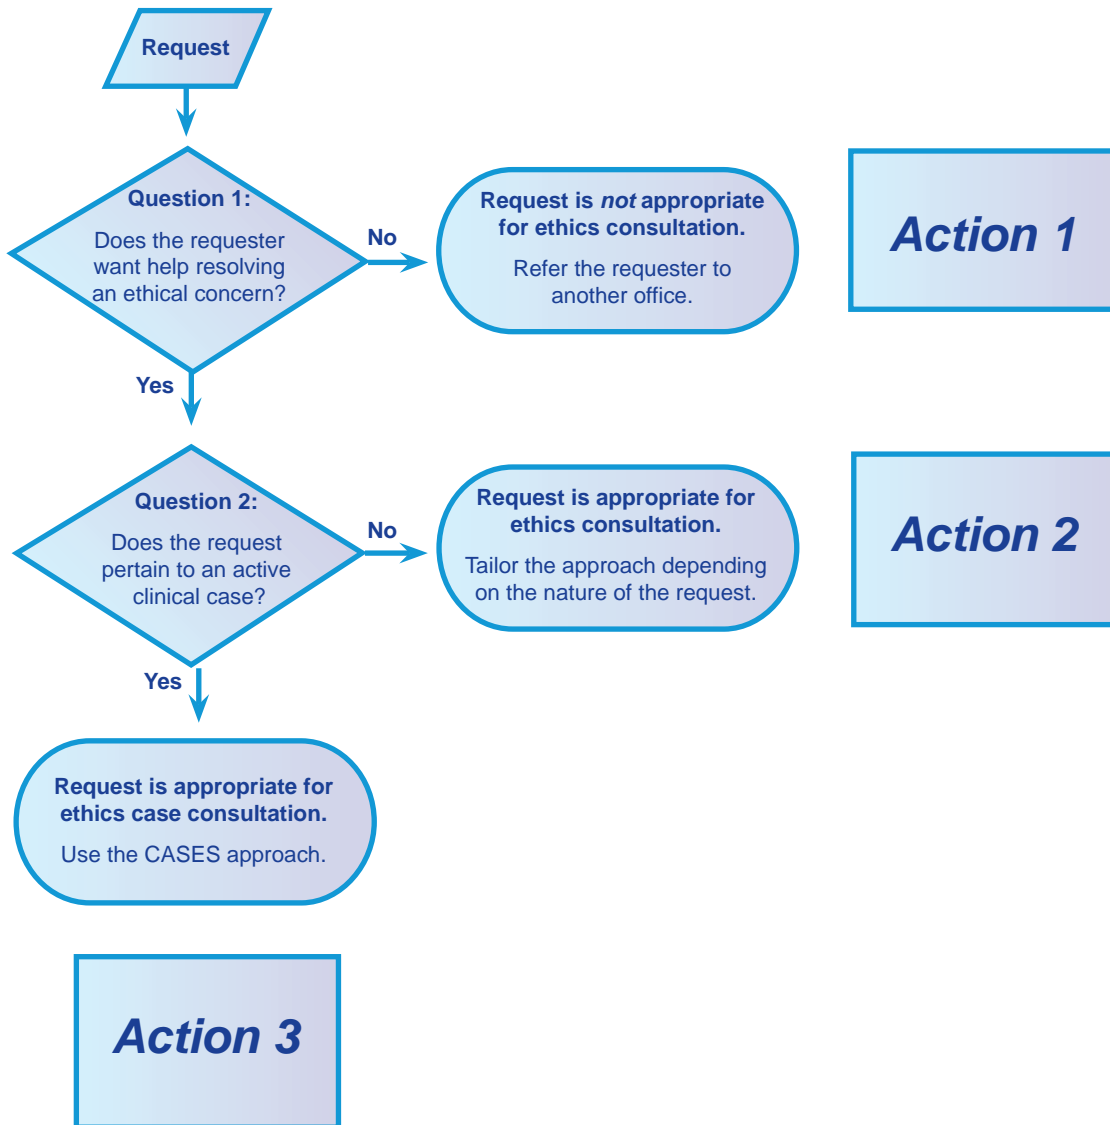 Request
Question 1:
Does the requester
want help resolving
an ethical concern?
No
Request is not appropriate
for ethics consultation.
Refer the requester to
another office.
Action 1
Yes
Question 2:
Does the request
pertain to an active
clinical case?
No
Request is appropriate for
ethics consultation.
Tailor the approach depending
on the nature of the request.
Action 2
Yes
Request is appropriate for
ethics case consultation.
Use the CASES approach.
Action 3